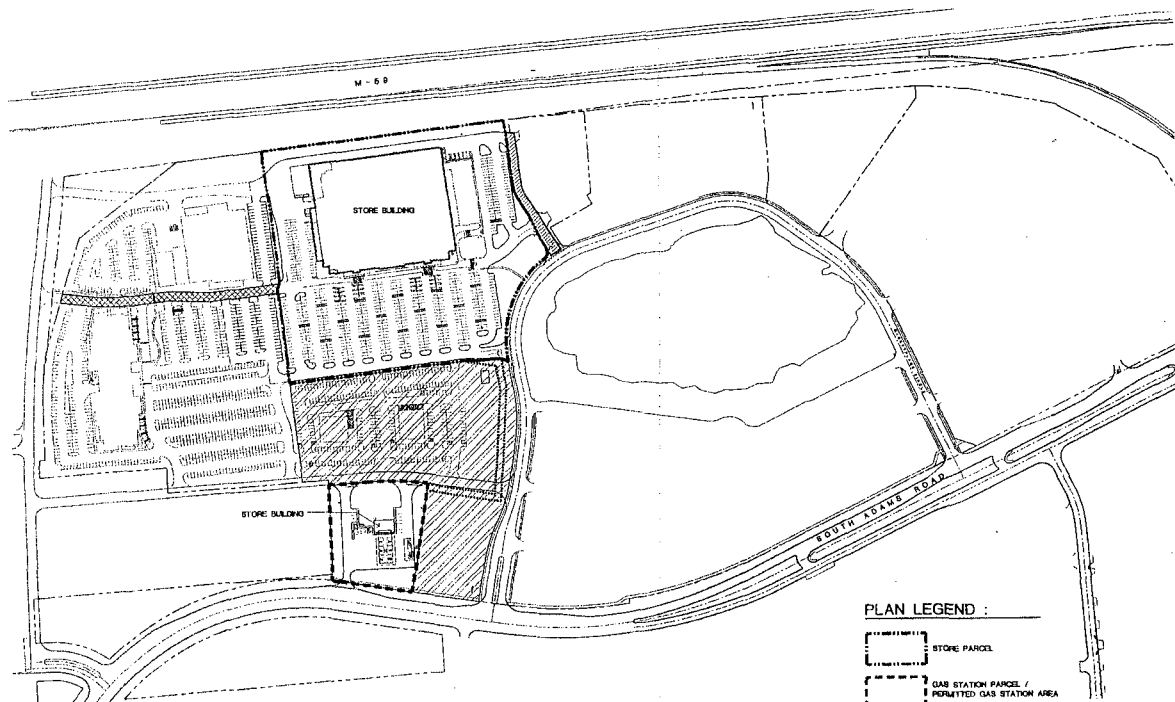 M-59
STORE BUILDING
STORE BUILDING
SOUTH ADAMS ROAD
PLAN LEGEND :
STORE PARCEL
GAS STATION PARCEL /
PERMITTED GAS STATION AREA